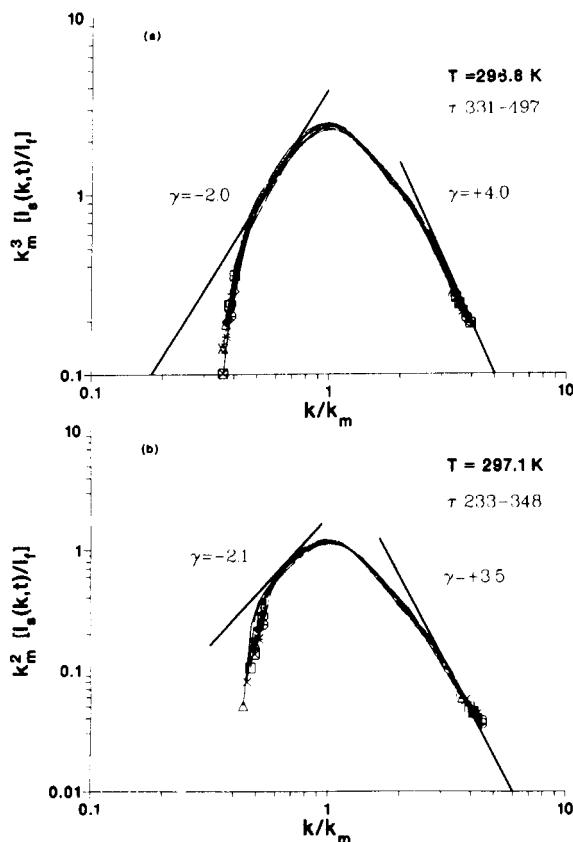 (a)
10
T = 296.8 K
τ 331-497
γ=-2.0
γ=+4.0
k_m^3 [I_s(k,t)/I_f]
1
0.1
0.1
1
10
k/k_m
(b)
10
T = 297.1 K
τ 233-348
γ=-2.1
γ-+3.5
k_m^2 [I_s(k,t)/I_f]
1
0.1
0.01
0.1
1
10
k/k_m